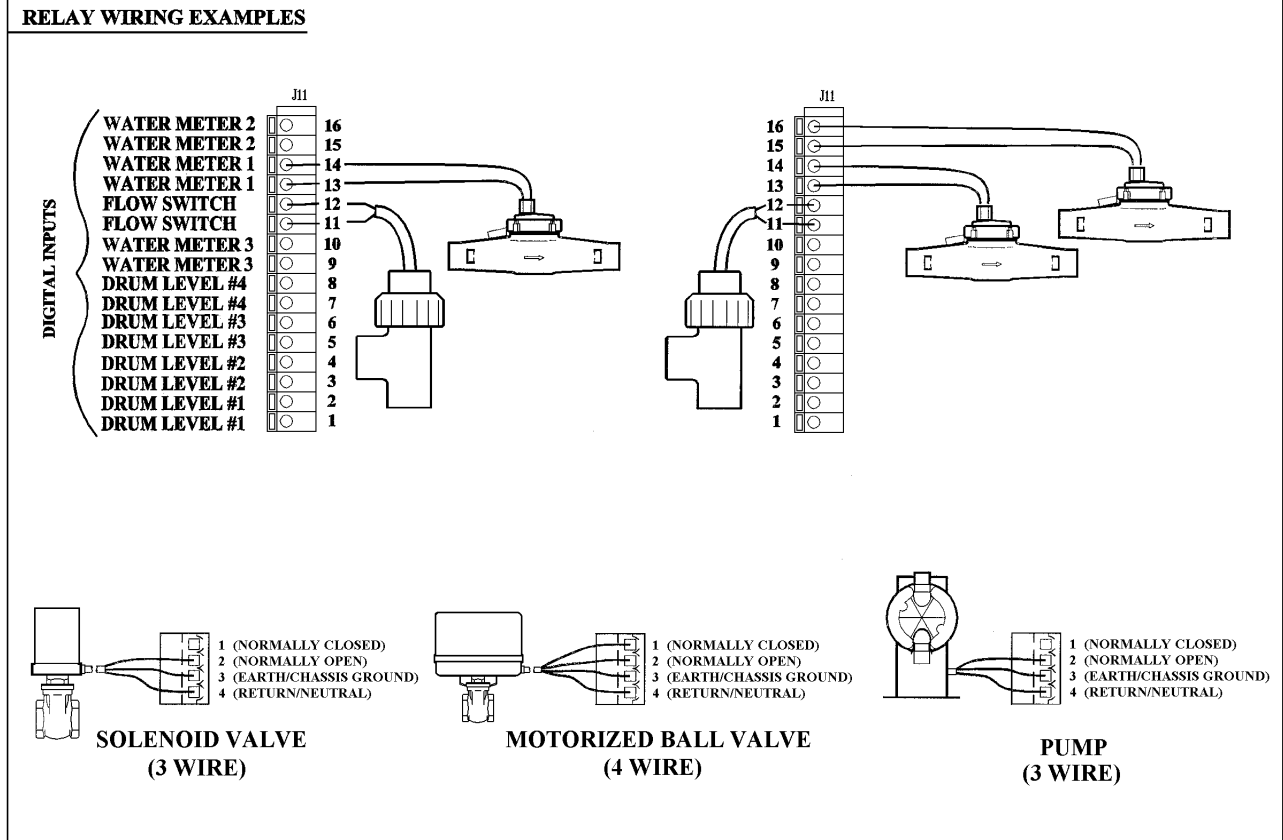 RELAY WIRING EXAMPLES
J11
DIGITAL INPUTS
WATER METER 2 16
WATER METER 2 15
WATER METER 1 14
WATER METER 1 13
FLOW SWITCH 12
FLOW SWITCH 11
WATER METER 3 10
WATER METER 3 9
DRUM LEVEL #4 8
DRUM LEVEL #4 7
DRUM LEVEL #3 6
DRUM LEVEL #3 5
DRUM LEVEL #2 4
DRUM LEVEL #2 3
DRUM LEVEL #1 2
DRUM LEVEL #1 1
J11
16
15
14
13
12
11
10
9
8
7
6
5
4
3
2
1
1 (NORMALLY CLOSED)
2 (NORMALLY OPEN)
3 (EARTH/CHASSIS GROUND)
4 (RETURN/NEUTRAL)
SOLENOID VALVE
(3 WIRE)
1 (NORMALLY CLOSED)
2 (NORMALLY OPEN)
3 (EARTH/CHASSIS GROUND)
4 (RETURN/NEUTRAL)
MOTORIZED BALL VALVE
(4 WIRE)
1 (NORMALLY CLOSED)
2 (NORMALLY OPEN)
3 (EARTH/CHASSIS GROUND)
4 (RETURN/NEUTRAL)
PUMP
(3 WIRE)